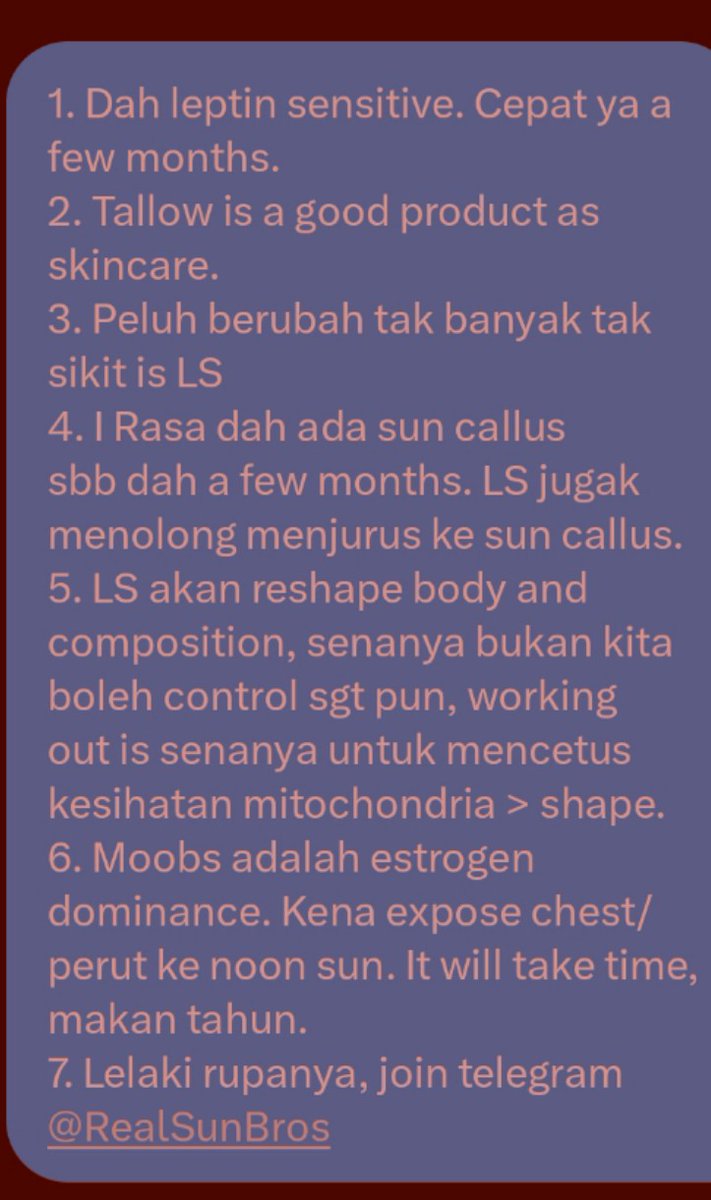 1. Dah leptin sensitive. Cepat ya a
few months.
2. Tallow is a good product as
skincare.
3. Peluh berubah tak banyak tak
sikit is LS
4. I Rasa dah ada sun callus
sbb dah a few months. LS jugak
menolong menjurus ke sun callus.
5. LS akan reshape body and
composition, senanya bukan kita
boleh control sgt pun, working
out is senanya untuk mencetus
kesihatan mitochondria > shape.
6. Moobs adalah estrogen
dominance. Kena expose chest/
perut ke noon sun. It will take time,
makan tahun.
7. Lelaki rupanya, join telegram
@RealSunBros